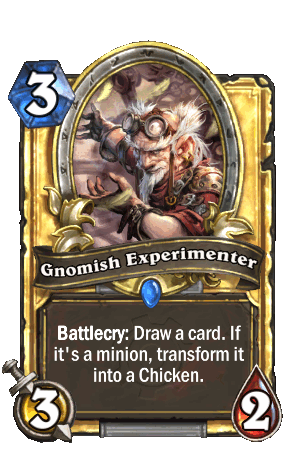 3
Gnomish Experimenter
Battlecry: Draw a card. If
it's a minion, transform it
into a Chicken.
3
2